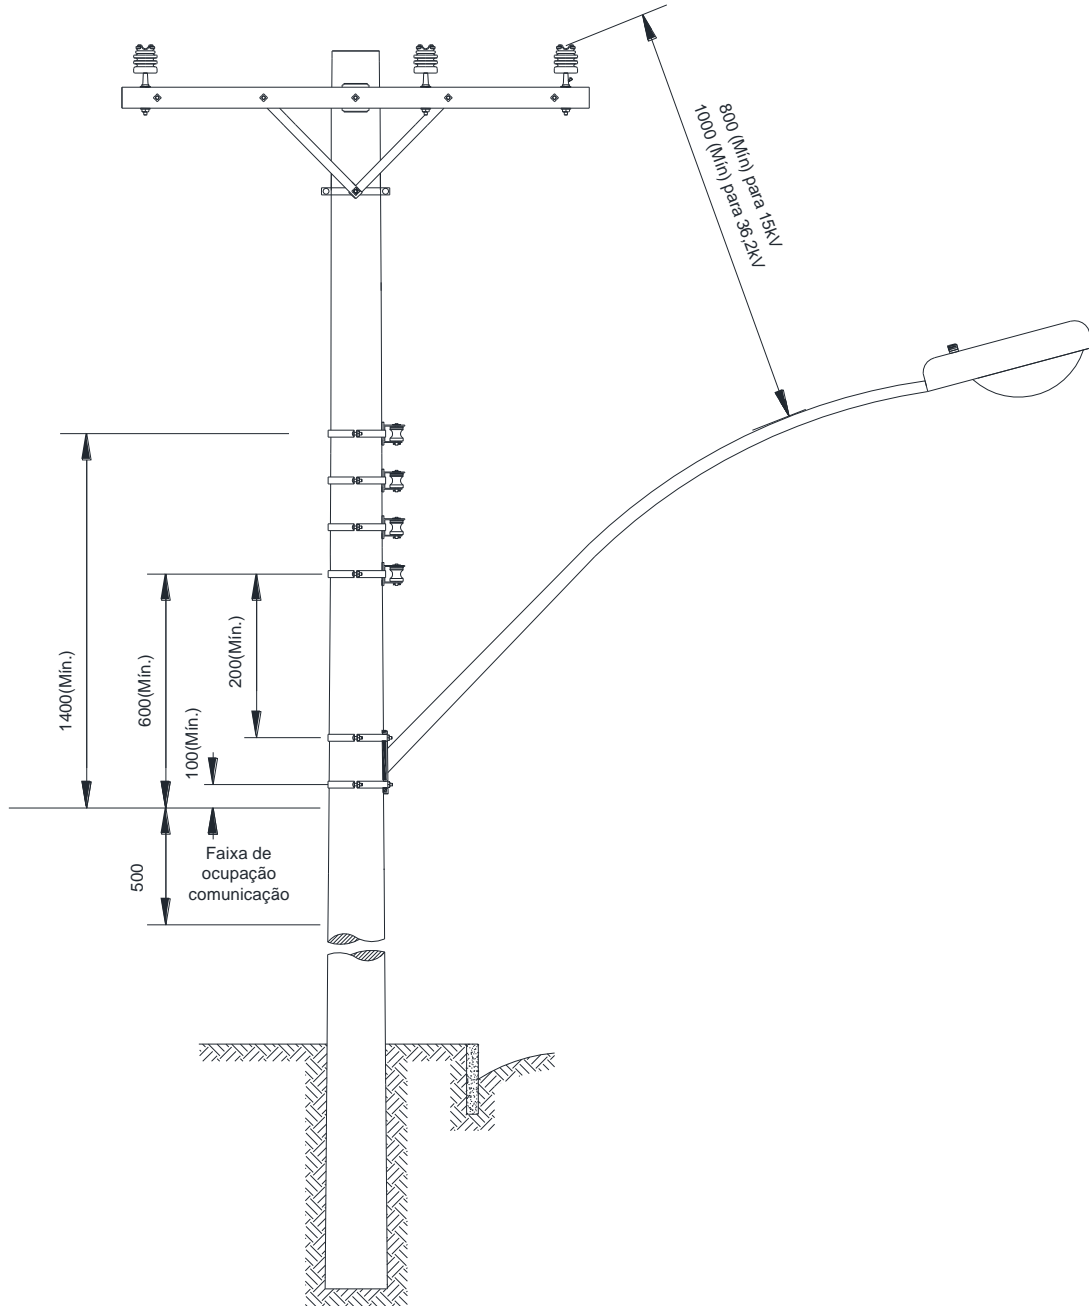 800 (Mín) para 15kV
1000 (Mín) para 36,2kV
1400(Mín.)
600(Mín.)
200(Mín.)
100(Mín.)
500
Faixa de
ocupação
comunicação